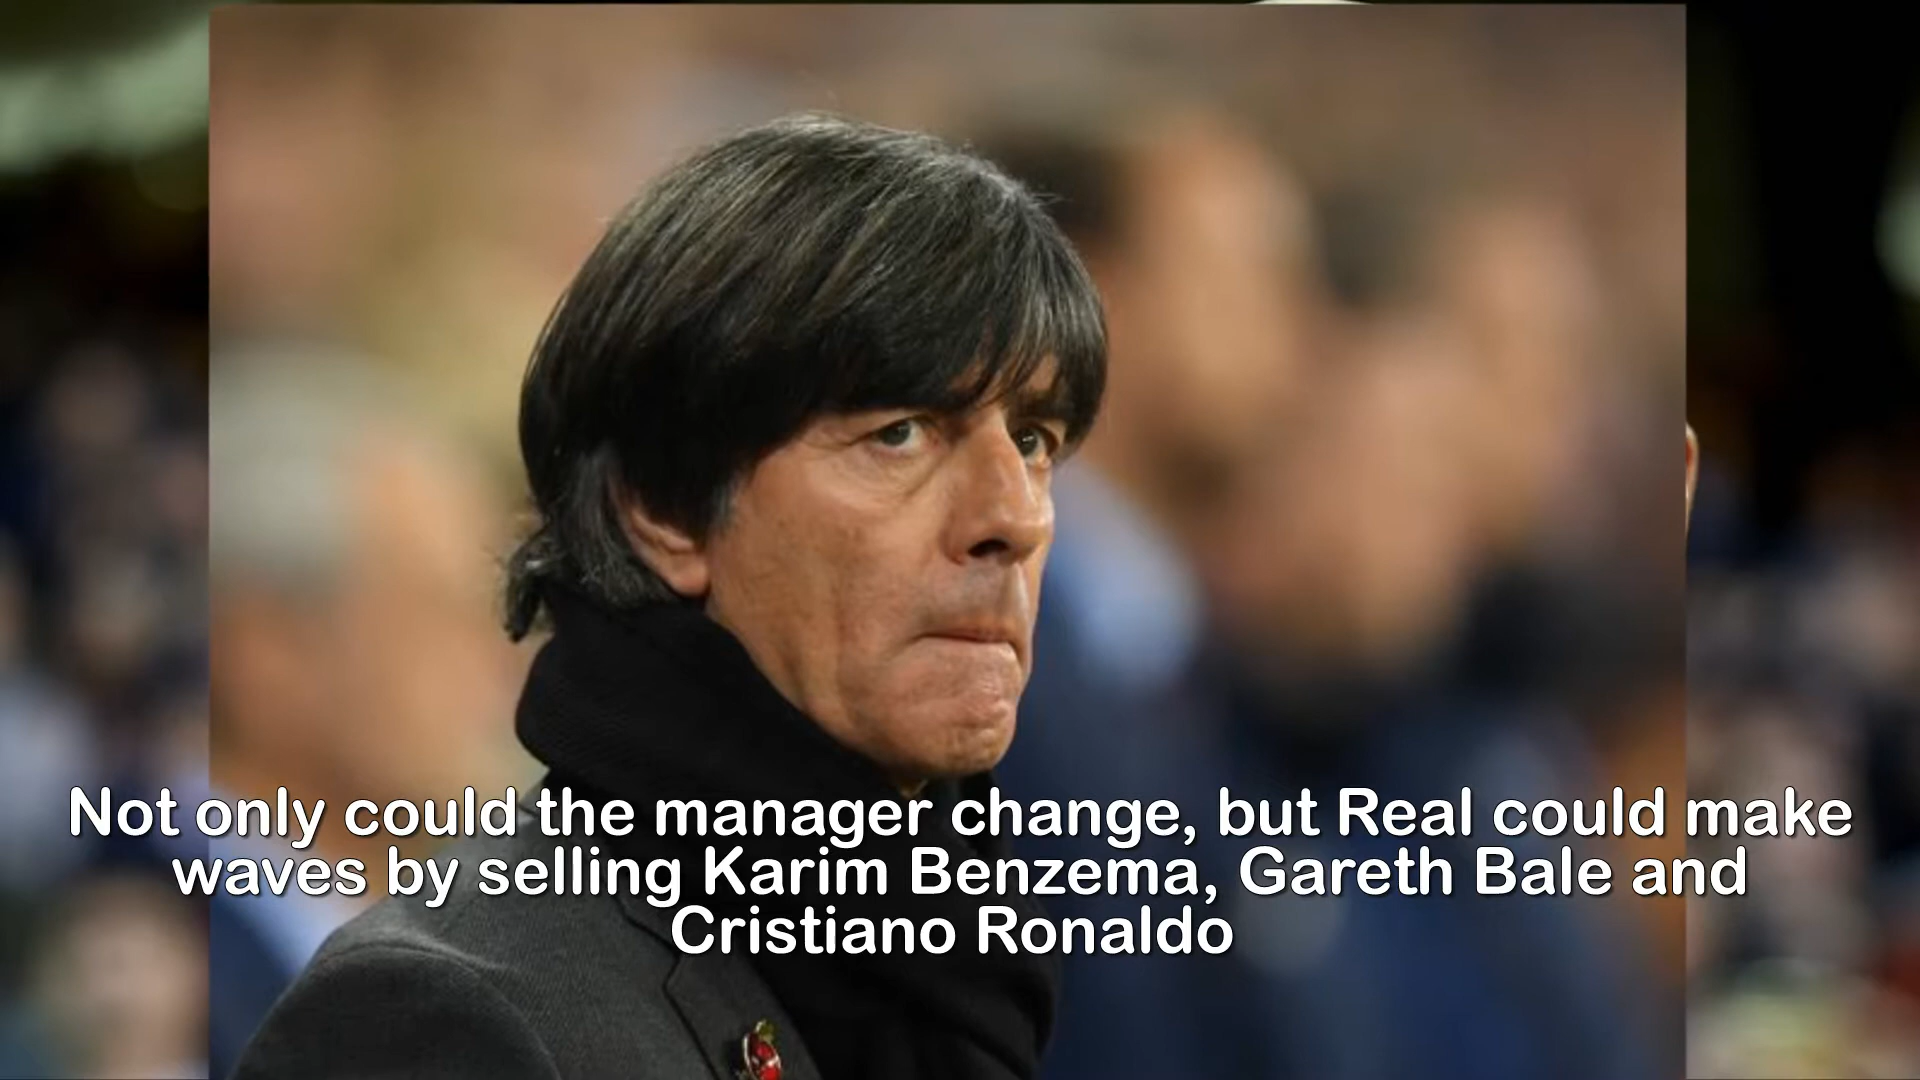 Not only could the manager change, but Real could make
waves by selling Karim Benzema, Gareth Bale and
Cristiano Ronaldo